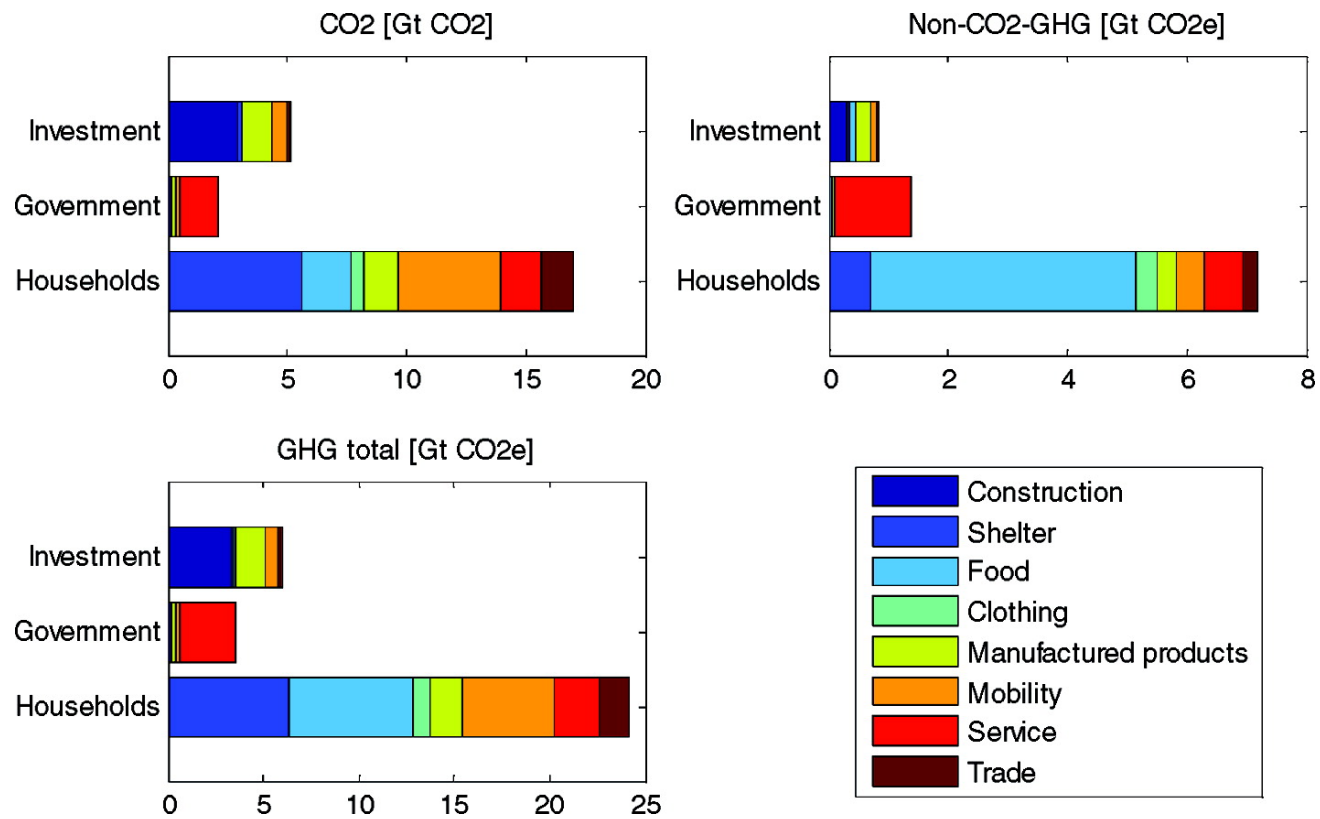 CO2 [Gt CO2]
Investment
Government
Households
0 5 10 15 20
Non-CO2-GHG [Gt CO2e]
Investment
Government
Households
0 2 4 6 8
GHG total [Gt CO2e]
Investment
Government
Households
0 5 10 15 20 25
Construction
Shelter
Food
Clothing
Manufactured products
Mobility
Service
Trade